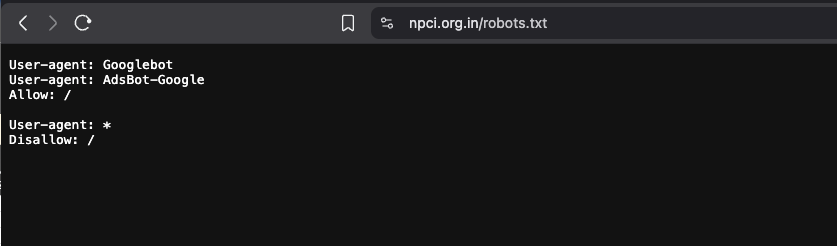 npci.org.in/robots.txt
User-agent: Googlebot
User-agent: AdsBot-Google
Allow: /
User-agent: *
Disallow: /